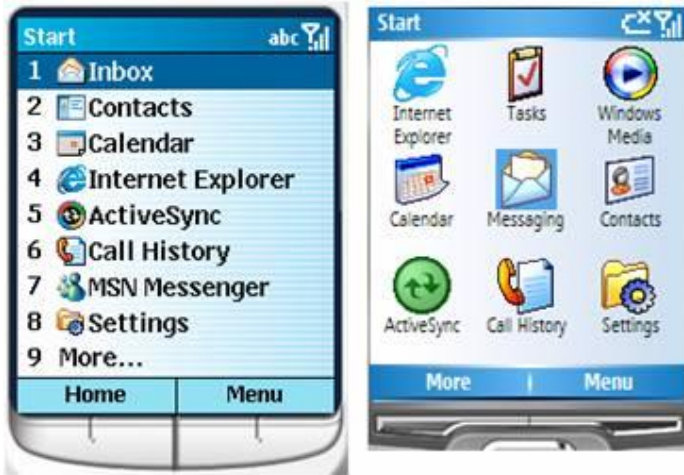 Start abc
1 Inbox
2 Contacts
3 Calendar
4 Internet Explorer
5 ActiveSync
6 Call History
7 MSN Messenger
8 Settings
9 More...
Home Menu
Start
Internet Explorer Tasks Windows Media
Calendar Messaging Contacts
ActiveSync Call History Settings
More Menu